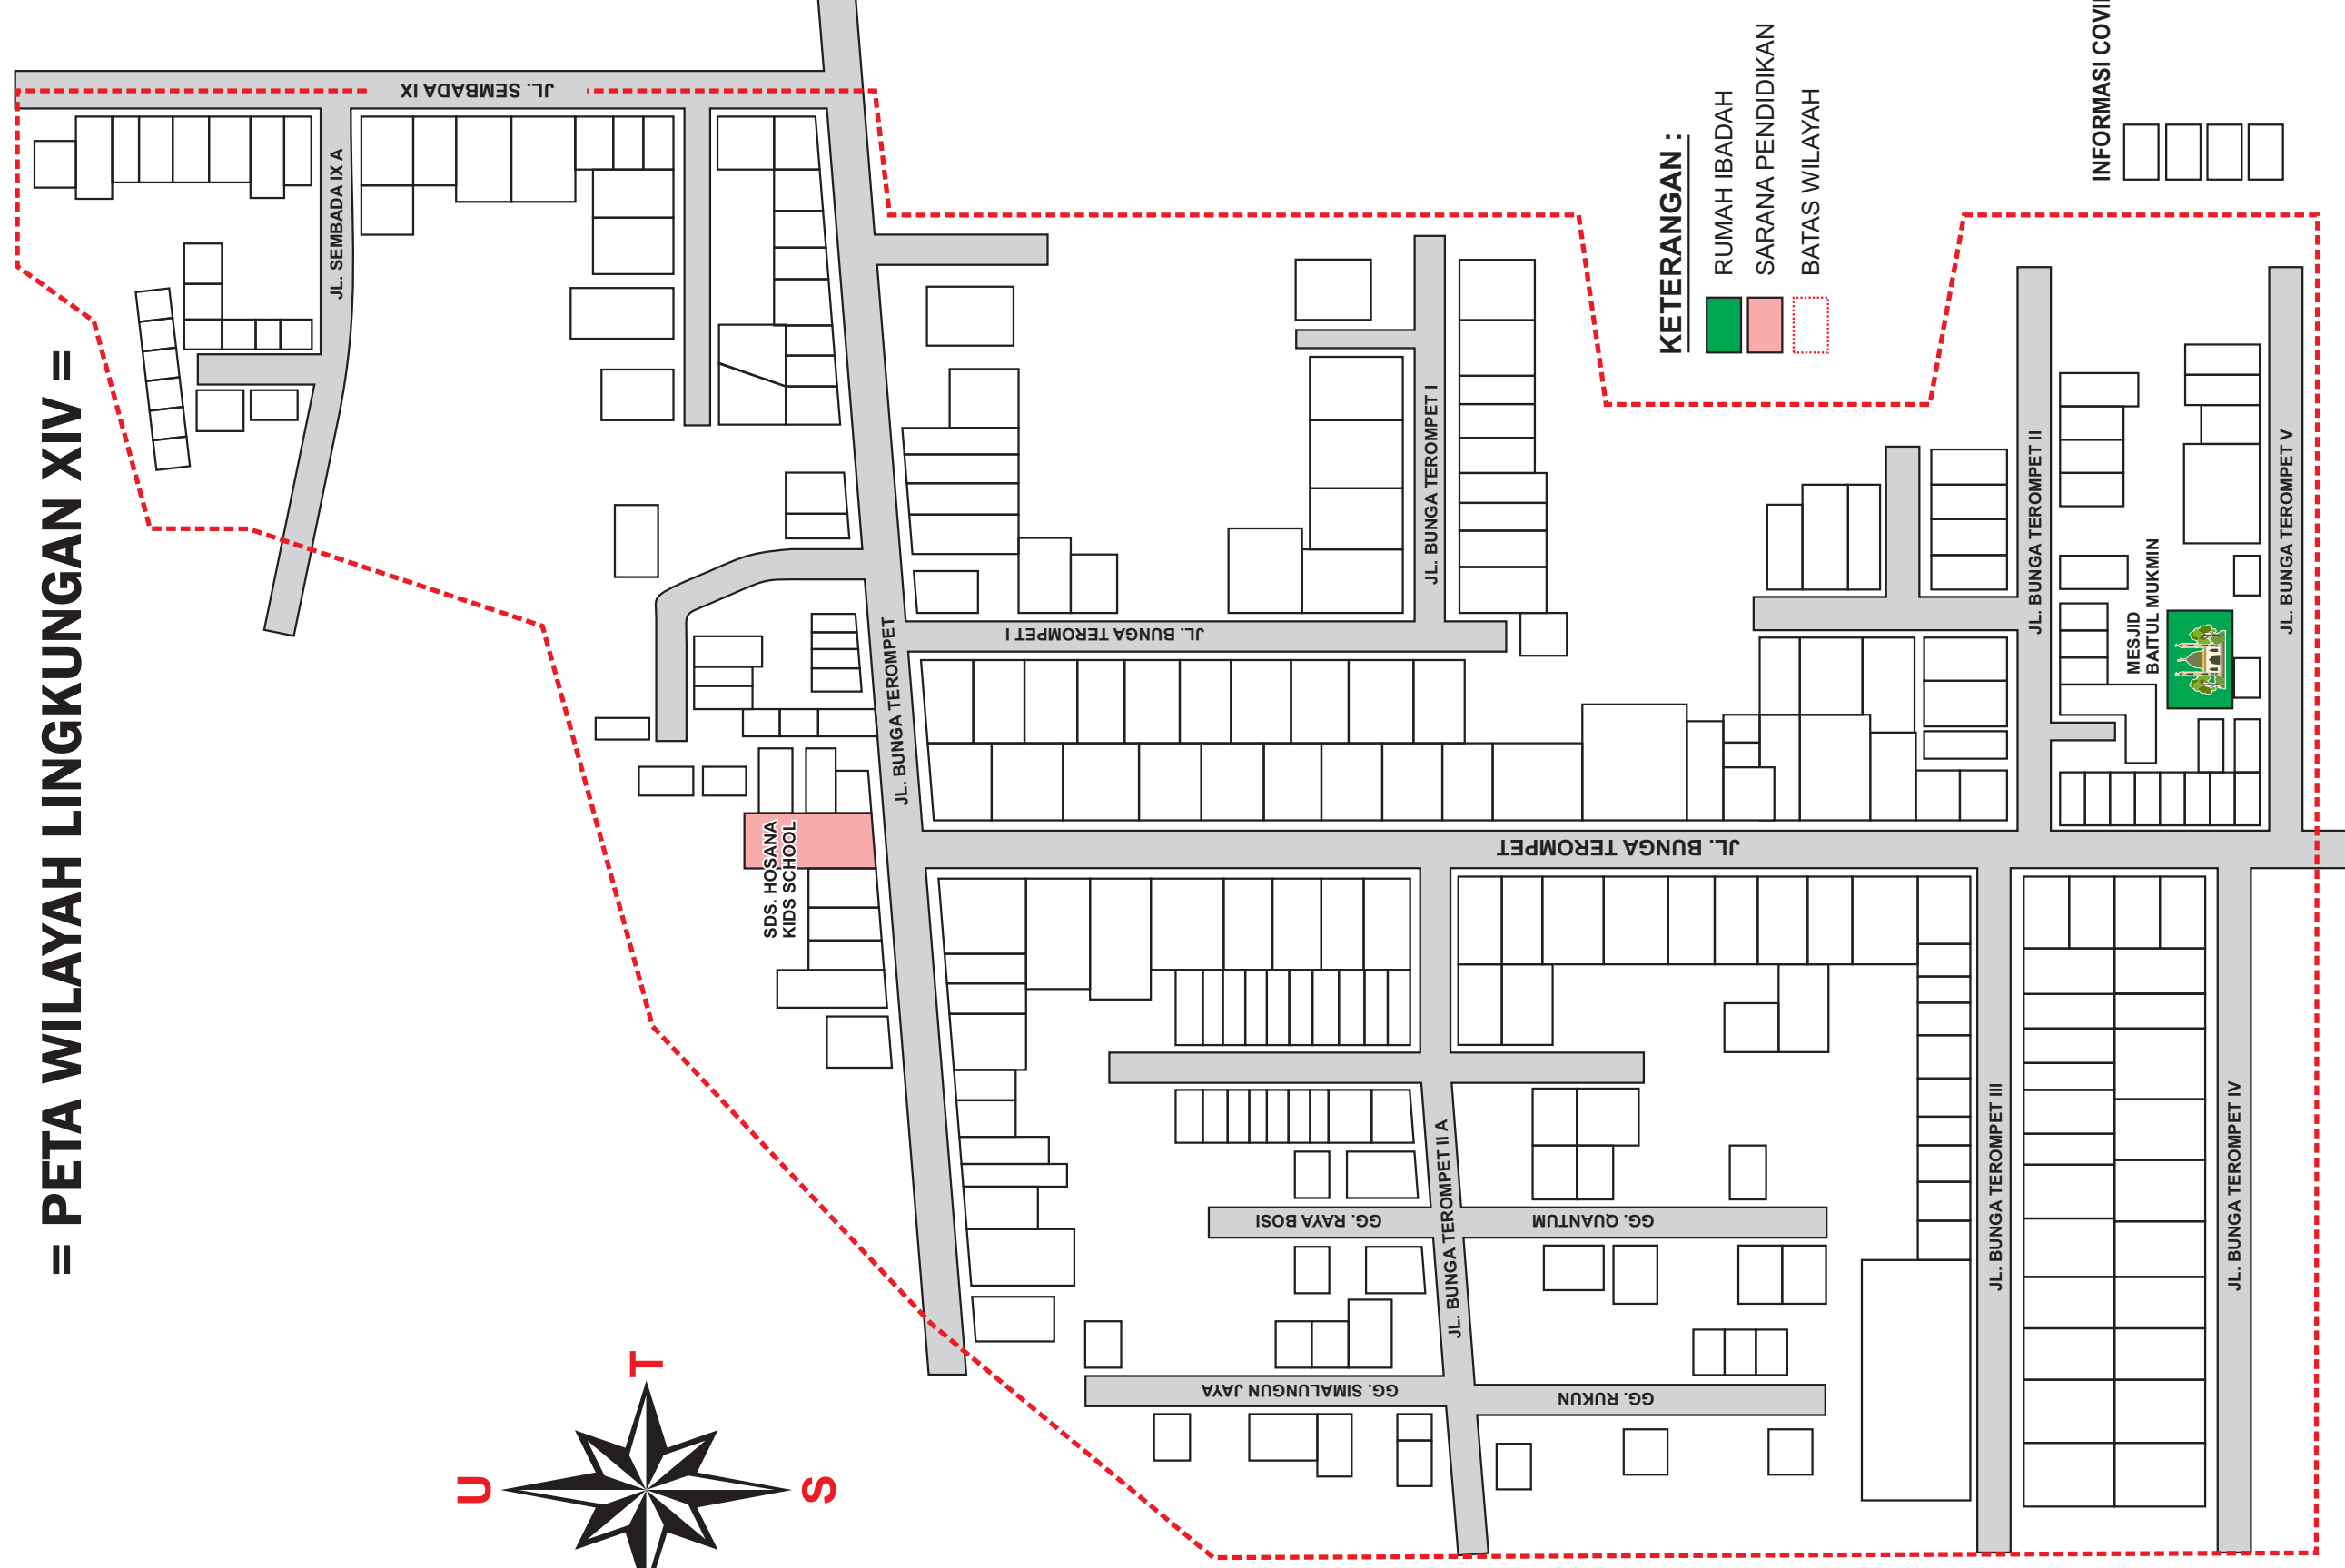 = PETA WILAYAH LINGKUNGAN XIV =
JL. SEMBADA IX
JL. SEMBADA IX A
JL. BUNGA TEROMPET
JL. BUNGA TEROMPET I
JL. BUNGA TEROMPET I
JL. BUNGA TEROMPET
JL. BUNGA TEROMPET II
JL. BUNGA TEROMPET V
MESJID
BAITUL MUKMIN
SDS. HOSANA
KIDS SCHOOL
JL. BUNGA TEROMPET II A
JL. BUNGA TEROMPET III
JL. BUNGA TEROMPET IV
GG. RAYA BOSI
GG. QUANTUM
GG. SIMALUNGUN JAYA
GG. RUKUN
KETERANGAN :
RUMAH IBADAH
SARANA PENDIDIKAN
BATAS WILAYAH
U
T
S
INFORMASI